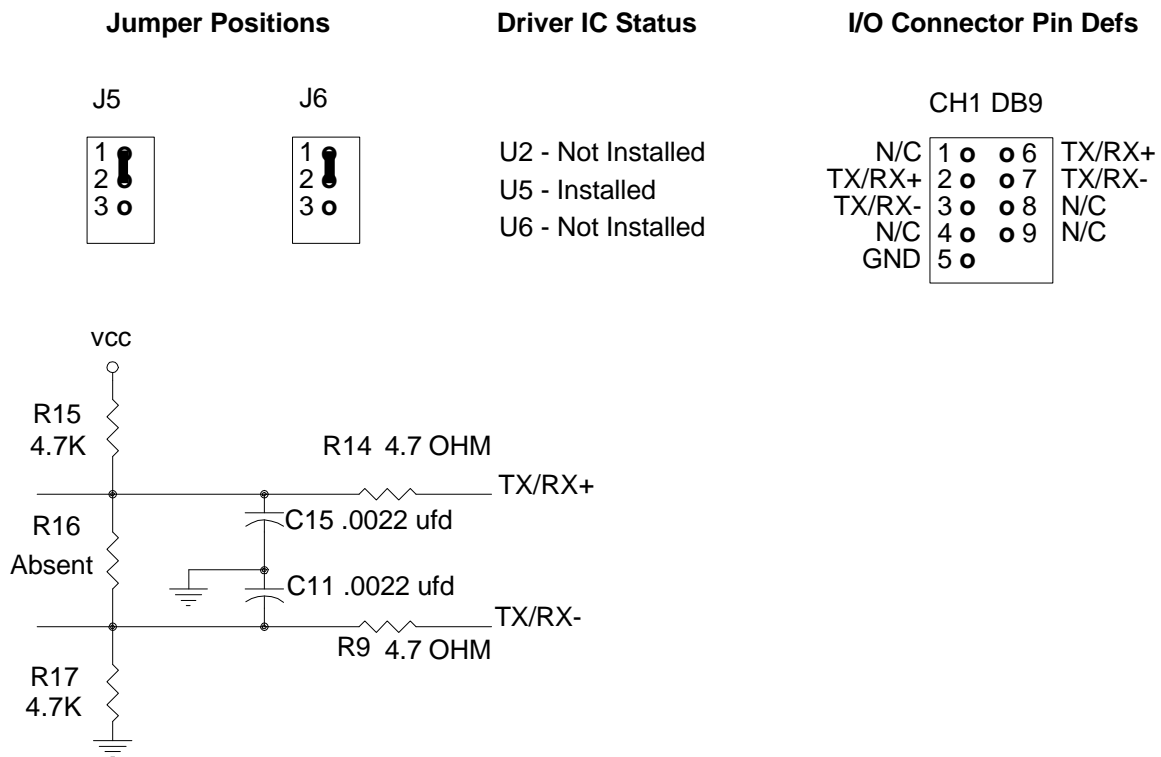 Jumper Positions
Driver IC Status
I/O Connector Pin Defs
J5
J6
CH1 DB9
1
2
3
1
2
3
U2 - Not Installed
U5 - Installed
U6 - Not Installed
N/C 1 6 TX/RX+
TX/RX+ 2 7 TX/RX-
TX/RX- 3 8 N/C
N/C 4 9 N/C
GND 5
vcc
R15
4.7K
R14 4.7 OHM
TX/RX+
R16
Absent
C15 .0022 ufd
C11 .0022 ufd
TX/RX-
R9 4.7 OHM
R17
4.7K